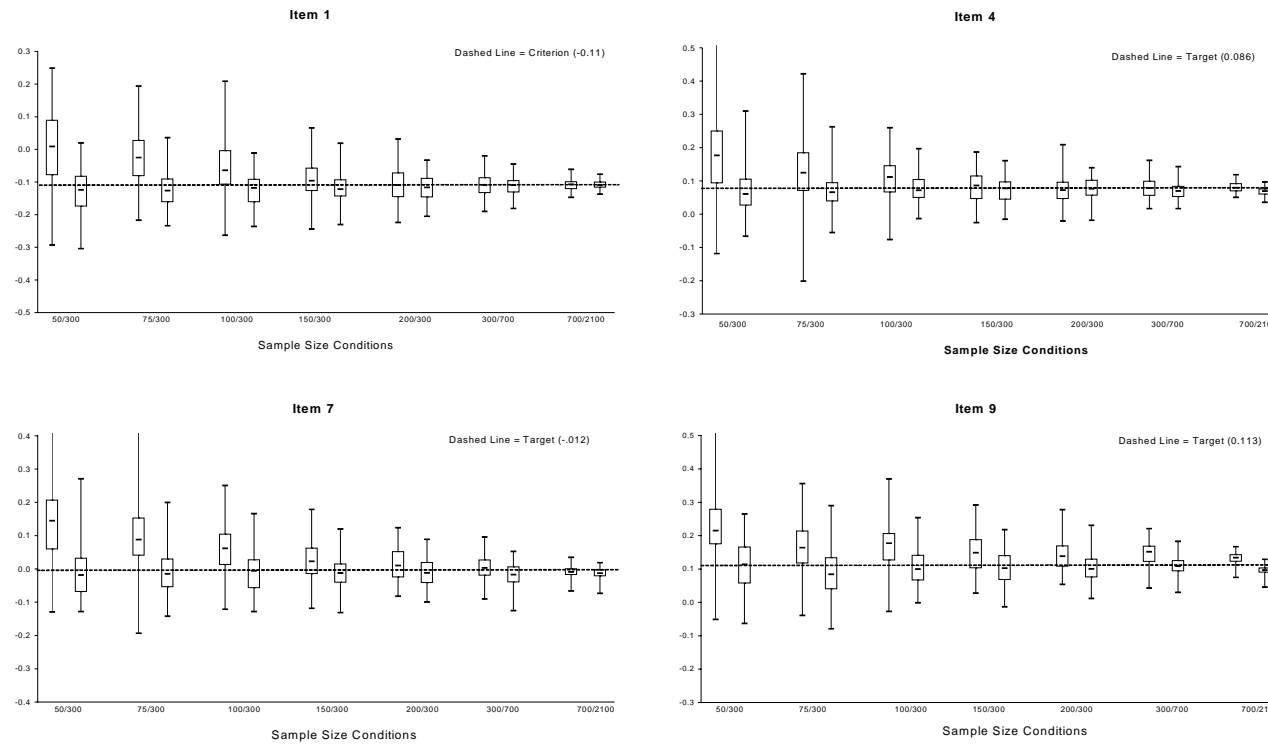 Item 1
Dashed Line = Criterion (-0.11)
0.3
0.2
0.1
0.0
-0.1
-0.2
-0.3
-0.4
-0.5
50/300 75/300 100/300 150/300 200/300 300/700 700/2100
Sample Size Conditions
Item 4
Dashed Line = Target (0.086)
0.5
0.4
0.3
0.2
0.1
0.0
-0.1
-0.2
-0.3
50/300 75/300 100/300 150/300 200/300 300/700 700/210
Sample Size Conditions
Item 7
Dashed Line = Target (-.012)
0.4
0.3
0.2
0.1
0.0
-0.1
-0.2
-0.3
-0.4
50/300 75/300 100/300 150/300 200/300 300/700 700/2100
Sample Size Conditions
Item 9
Dashed Line = Target (0.113)
0.5
0.4
0.3
0.2
0.1
0.0
-0.1
-0.2
-0.3
50/300 75/300 100/300 150/300 200/300 300/700 700/210
Sample Size Conditions